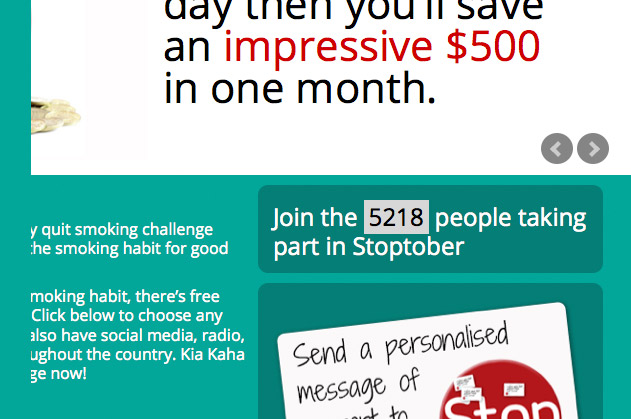 day then you'll save
an impressive $500
in one month.
y quit smoking challenge
he smoking habit for good
moking habit, there's free
Click below to choose any
also have social media, radio,
ughout the country. Kia Kaha
ge now!
Join the 5218 people taking
part in Stoptober
Send a personalised
message of
to
Stop